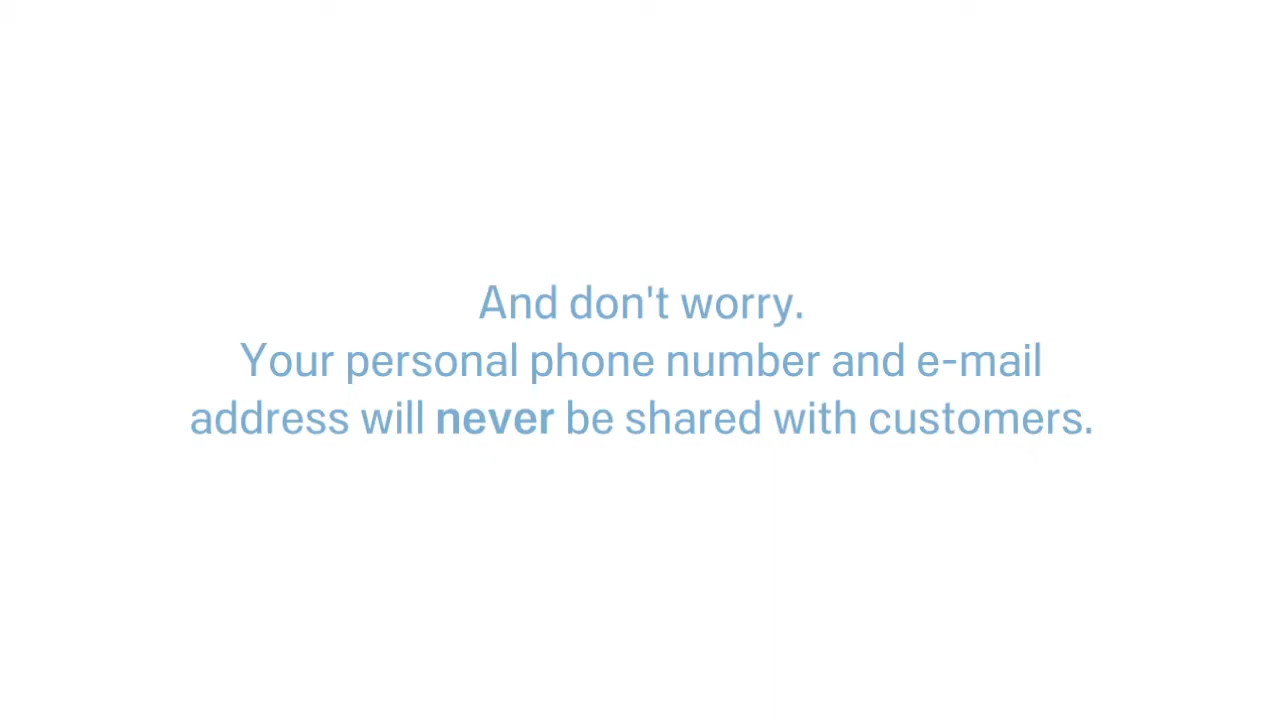 And don't worry.
Your personal phone number and e-mail
address will never be shared with customers.